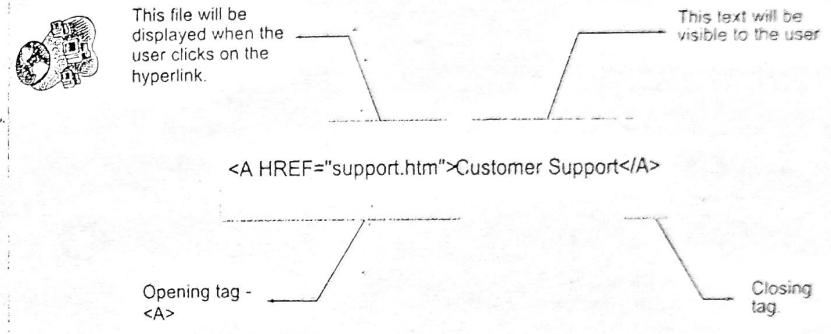 This file will be
displayed when the
user clicks on the
hyperlink.
This text will be
visible to the user
<A HREF="support.htm">Customer Support</A>
Opening tag -
<A>
Closing
tag.